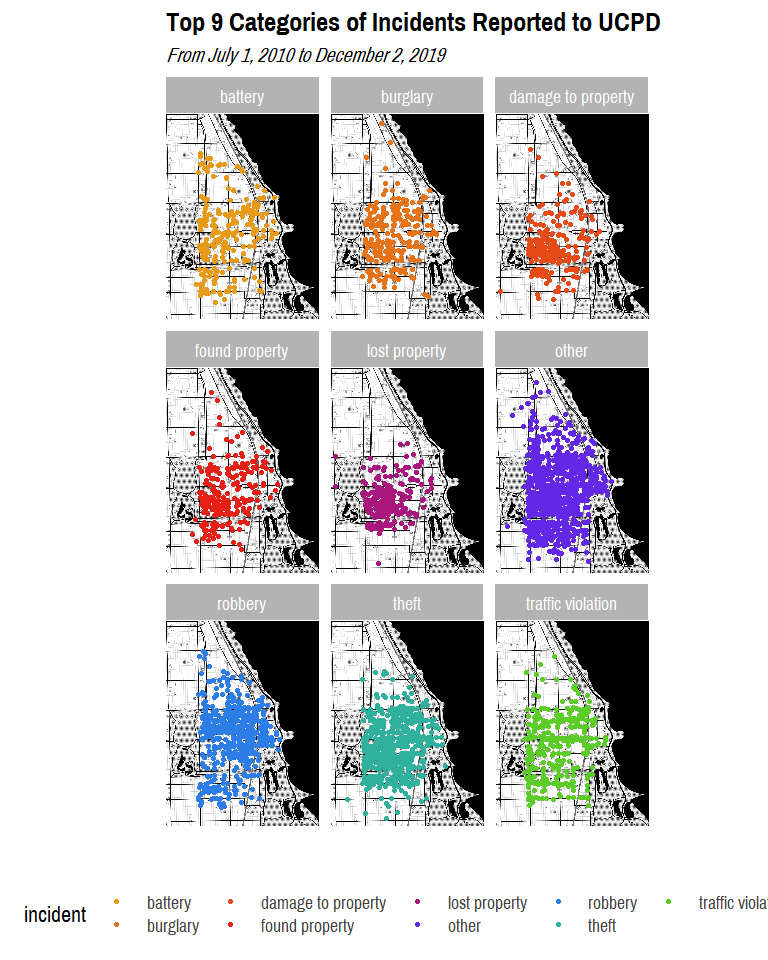 Top 9 Categories of Incidents Reported to UCPD
From July 1, 2010 to December 2, 2019
battery burglary damage to property
found property lost property other
robbery theft traffic violation
incident
battery damage to property lost property robbery traffic viola
burglary found property other theft